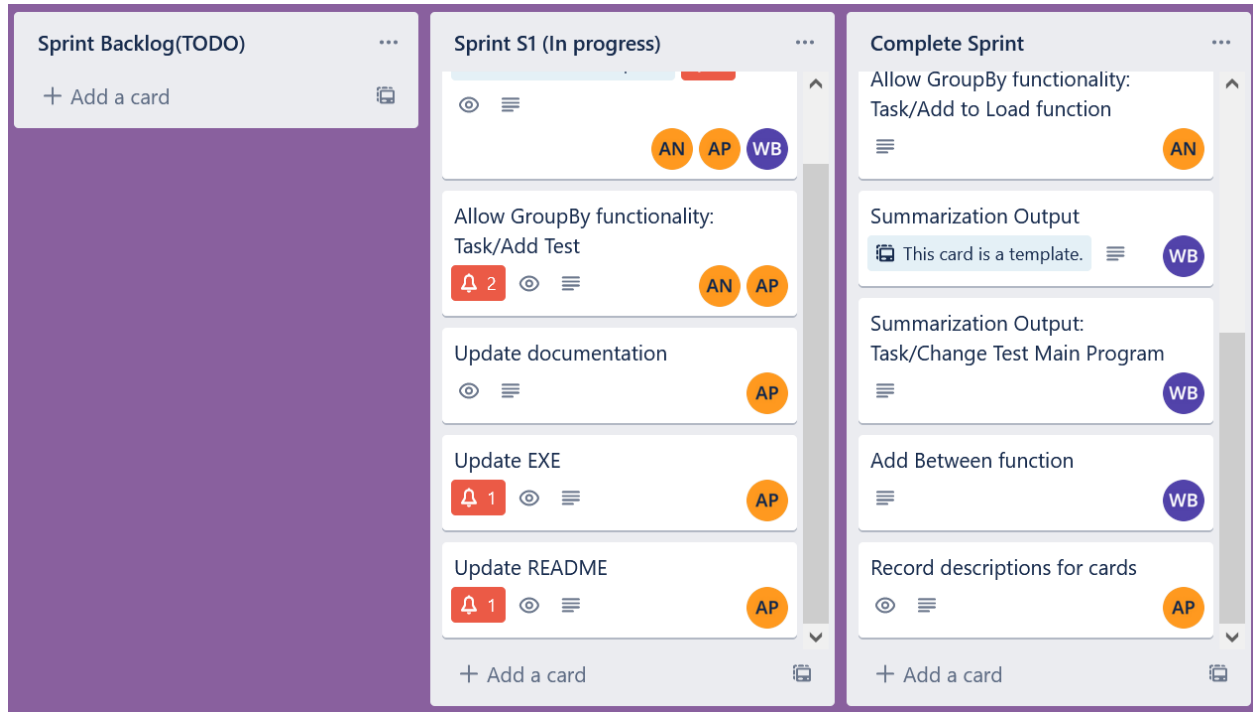 Sprint Backlog(TODO)
Add a card
Sprint S1 (In progress)
AN AP WB
Allow GroupBy functionality:
Task/Add Test
2
AN AP
Update documentation
AP
Update EXE
1
AP
Update README
1
AP
Add a card
Complete Sprint
Allow GroupBy functionality:
Task/Add to Load function
AN
Summarization Output
This card is a template.
WB
Summarization Output:
Task/Change Test Main Program
WB
Add Between function
WB
Record descriptions for cards
AP
Add a card